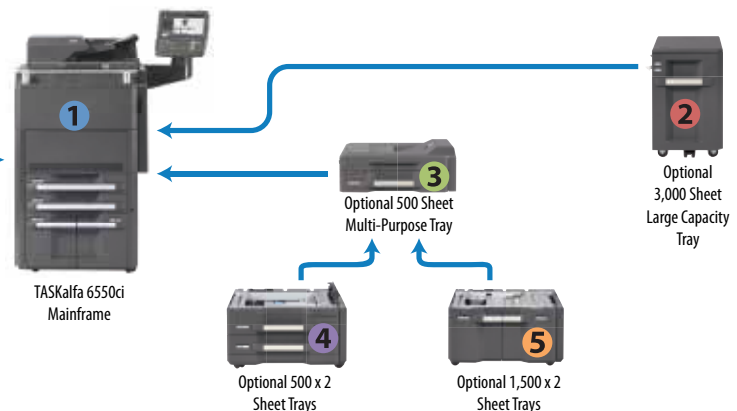 1
2
3
Optional
3,000 Sheet
Large Capacity
Tray
Optional 500 Sheet
Multi-Purpose Tray
TASKalfa 6550ci
Mainframe
4
5
Optional 500 x 2
Sheet Trays
Optional 1,500 x 2
Sheet Trays